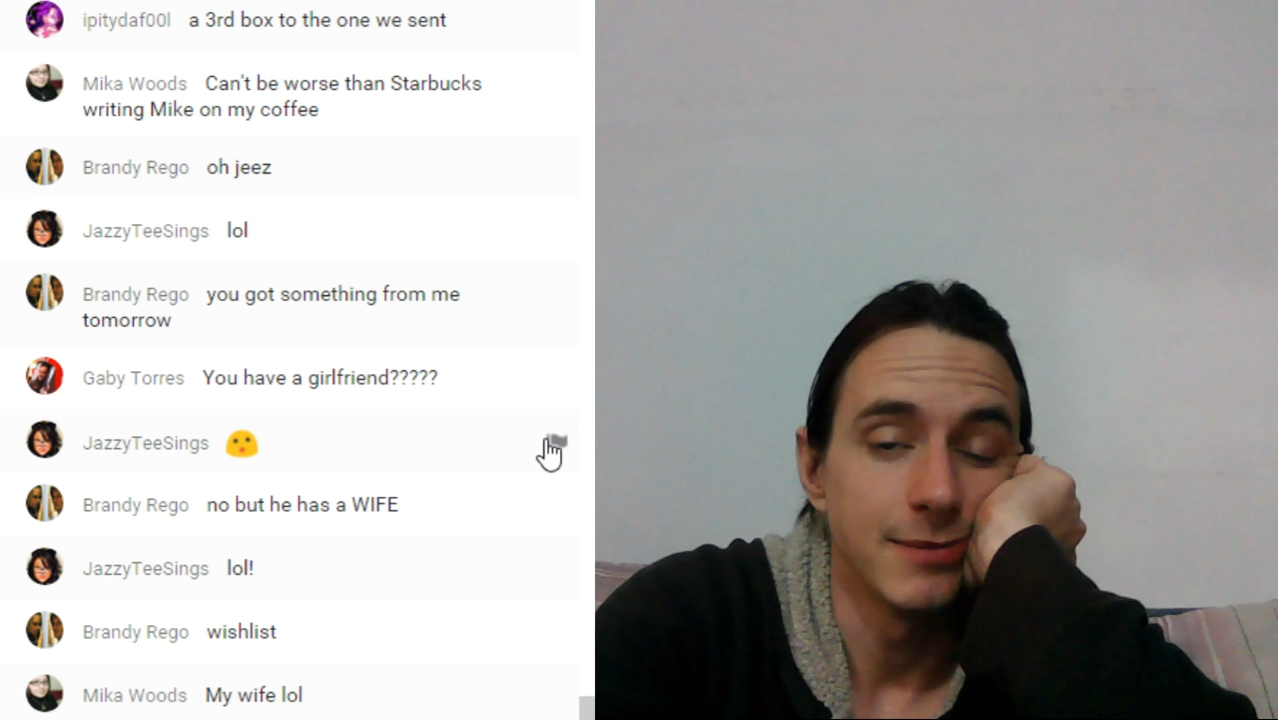 ipitydaf00l a 3rd box to the one we sent
Mika Woods Can't be worse than Starbucks
writing Mike on my coffee
Brandy Rego oh jeez
JazzyTeeSings lol
Brandy Rego you got something from me
tomorrow
Gaby Torres You have a girlfriend?????
JazzyTeeSings 😮
Brandy Rego no but he has a WIFE
JazzyTeeSings lol!
Brandy Rego wishlist
Mika Woods My wife lol